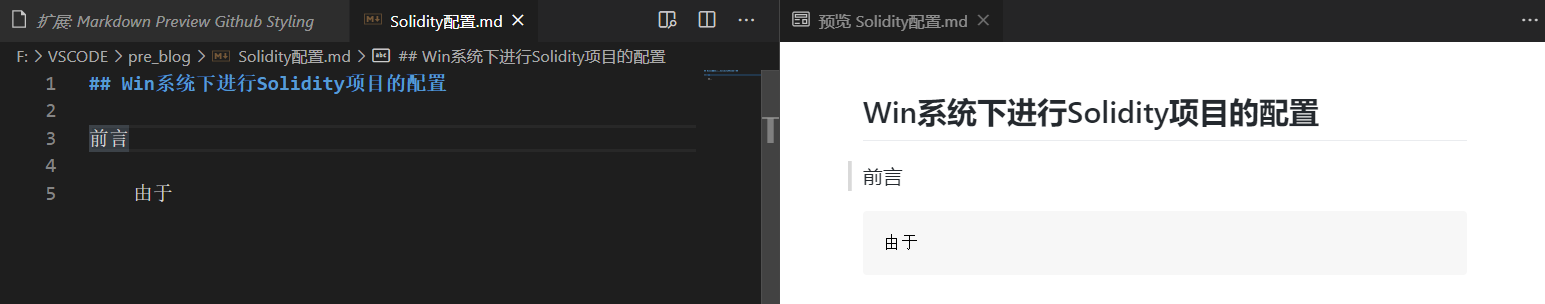 扩展: Markdown Preview Github Styling
Solidity配置.md
预览 Solidity配置.md
F: > VSCODE > pre_blog > Solidity配置.md > ## Win系统下进行Solidity项目的配置
1 ## Win系统下进行Solidity项目的配置
2
3 前言
4
5 由于
Win系统下进行Solidity项目的配置
前言
由于